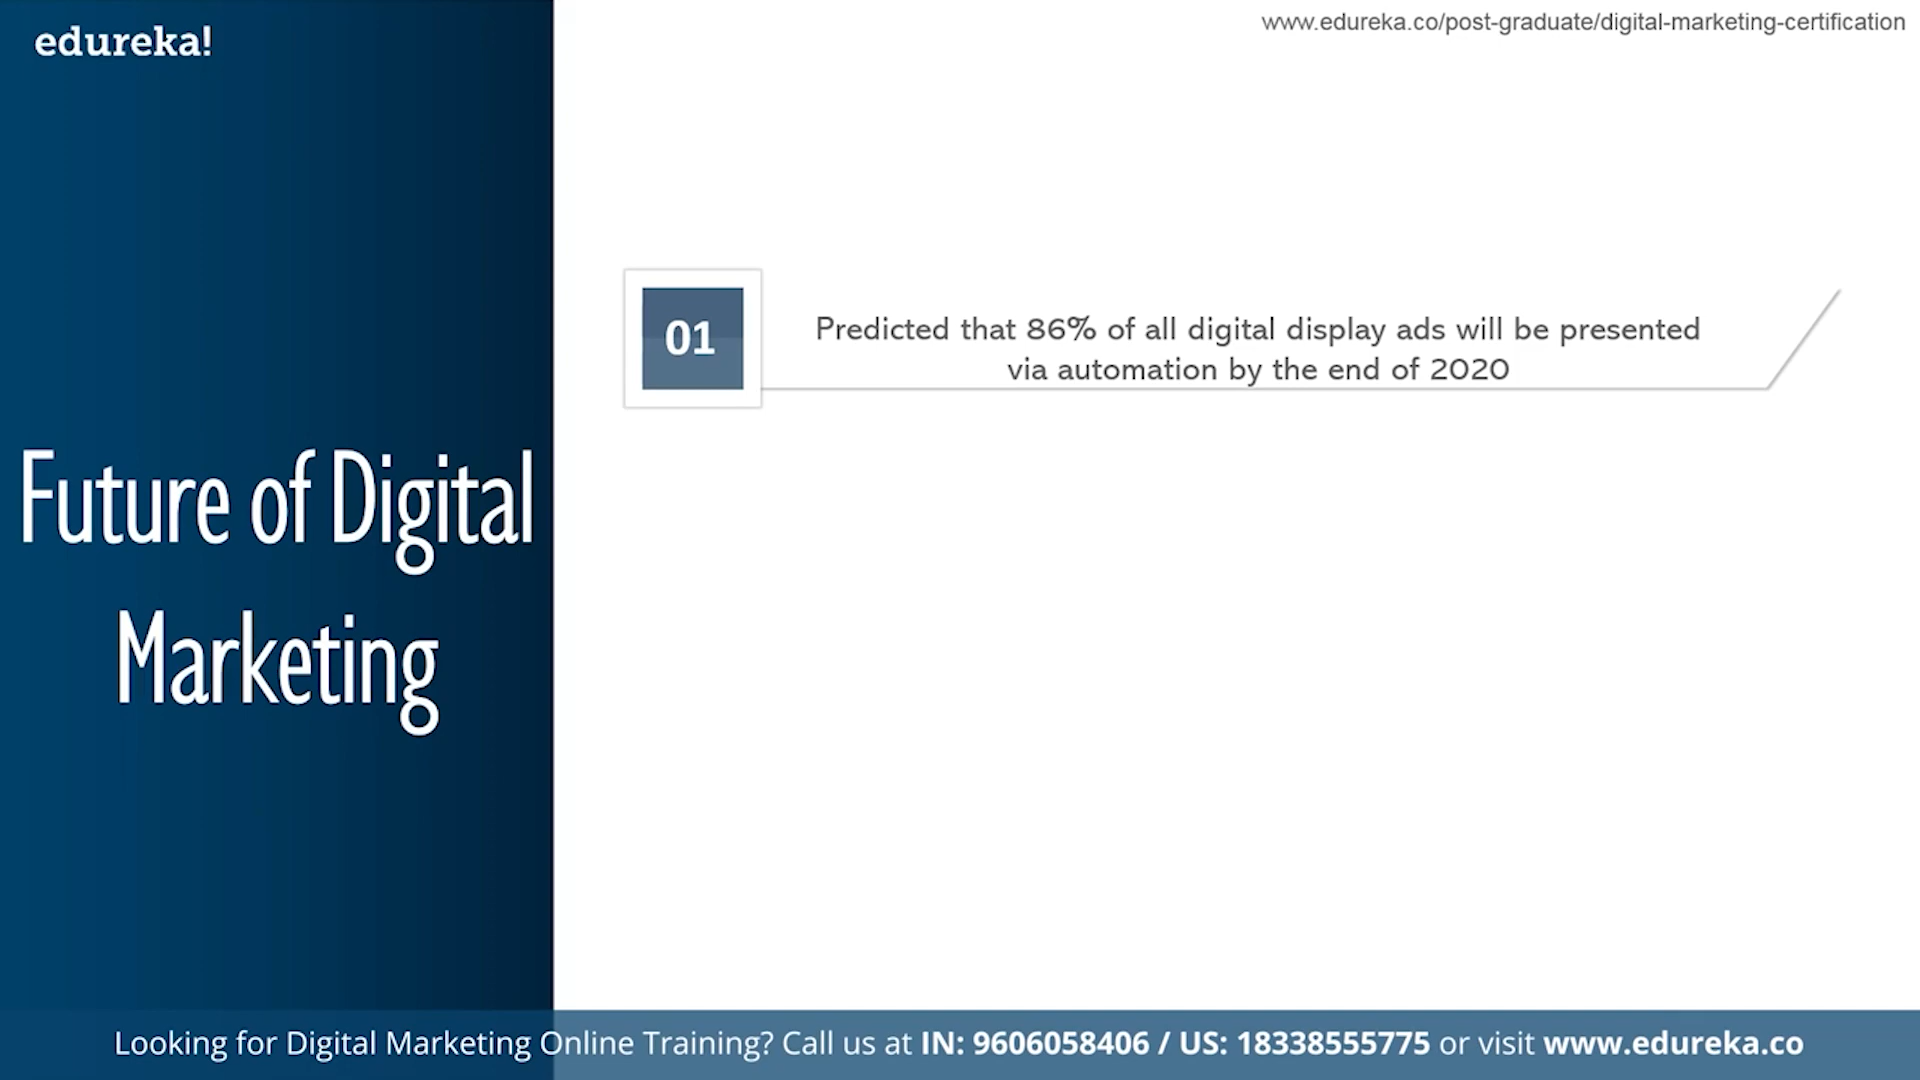 edureka!
www.edureka.co/post-graduate/digital-marketing-certification
Future of Digital
Marketing
01
Predicted that 86% of all digital display ads will be presented
via automation by the end of 2020
Looking for Digital Marketing Online Training? Call us at IN: 9606058406 / US: 18338555775 or visit www.edureka.co